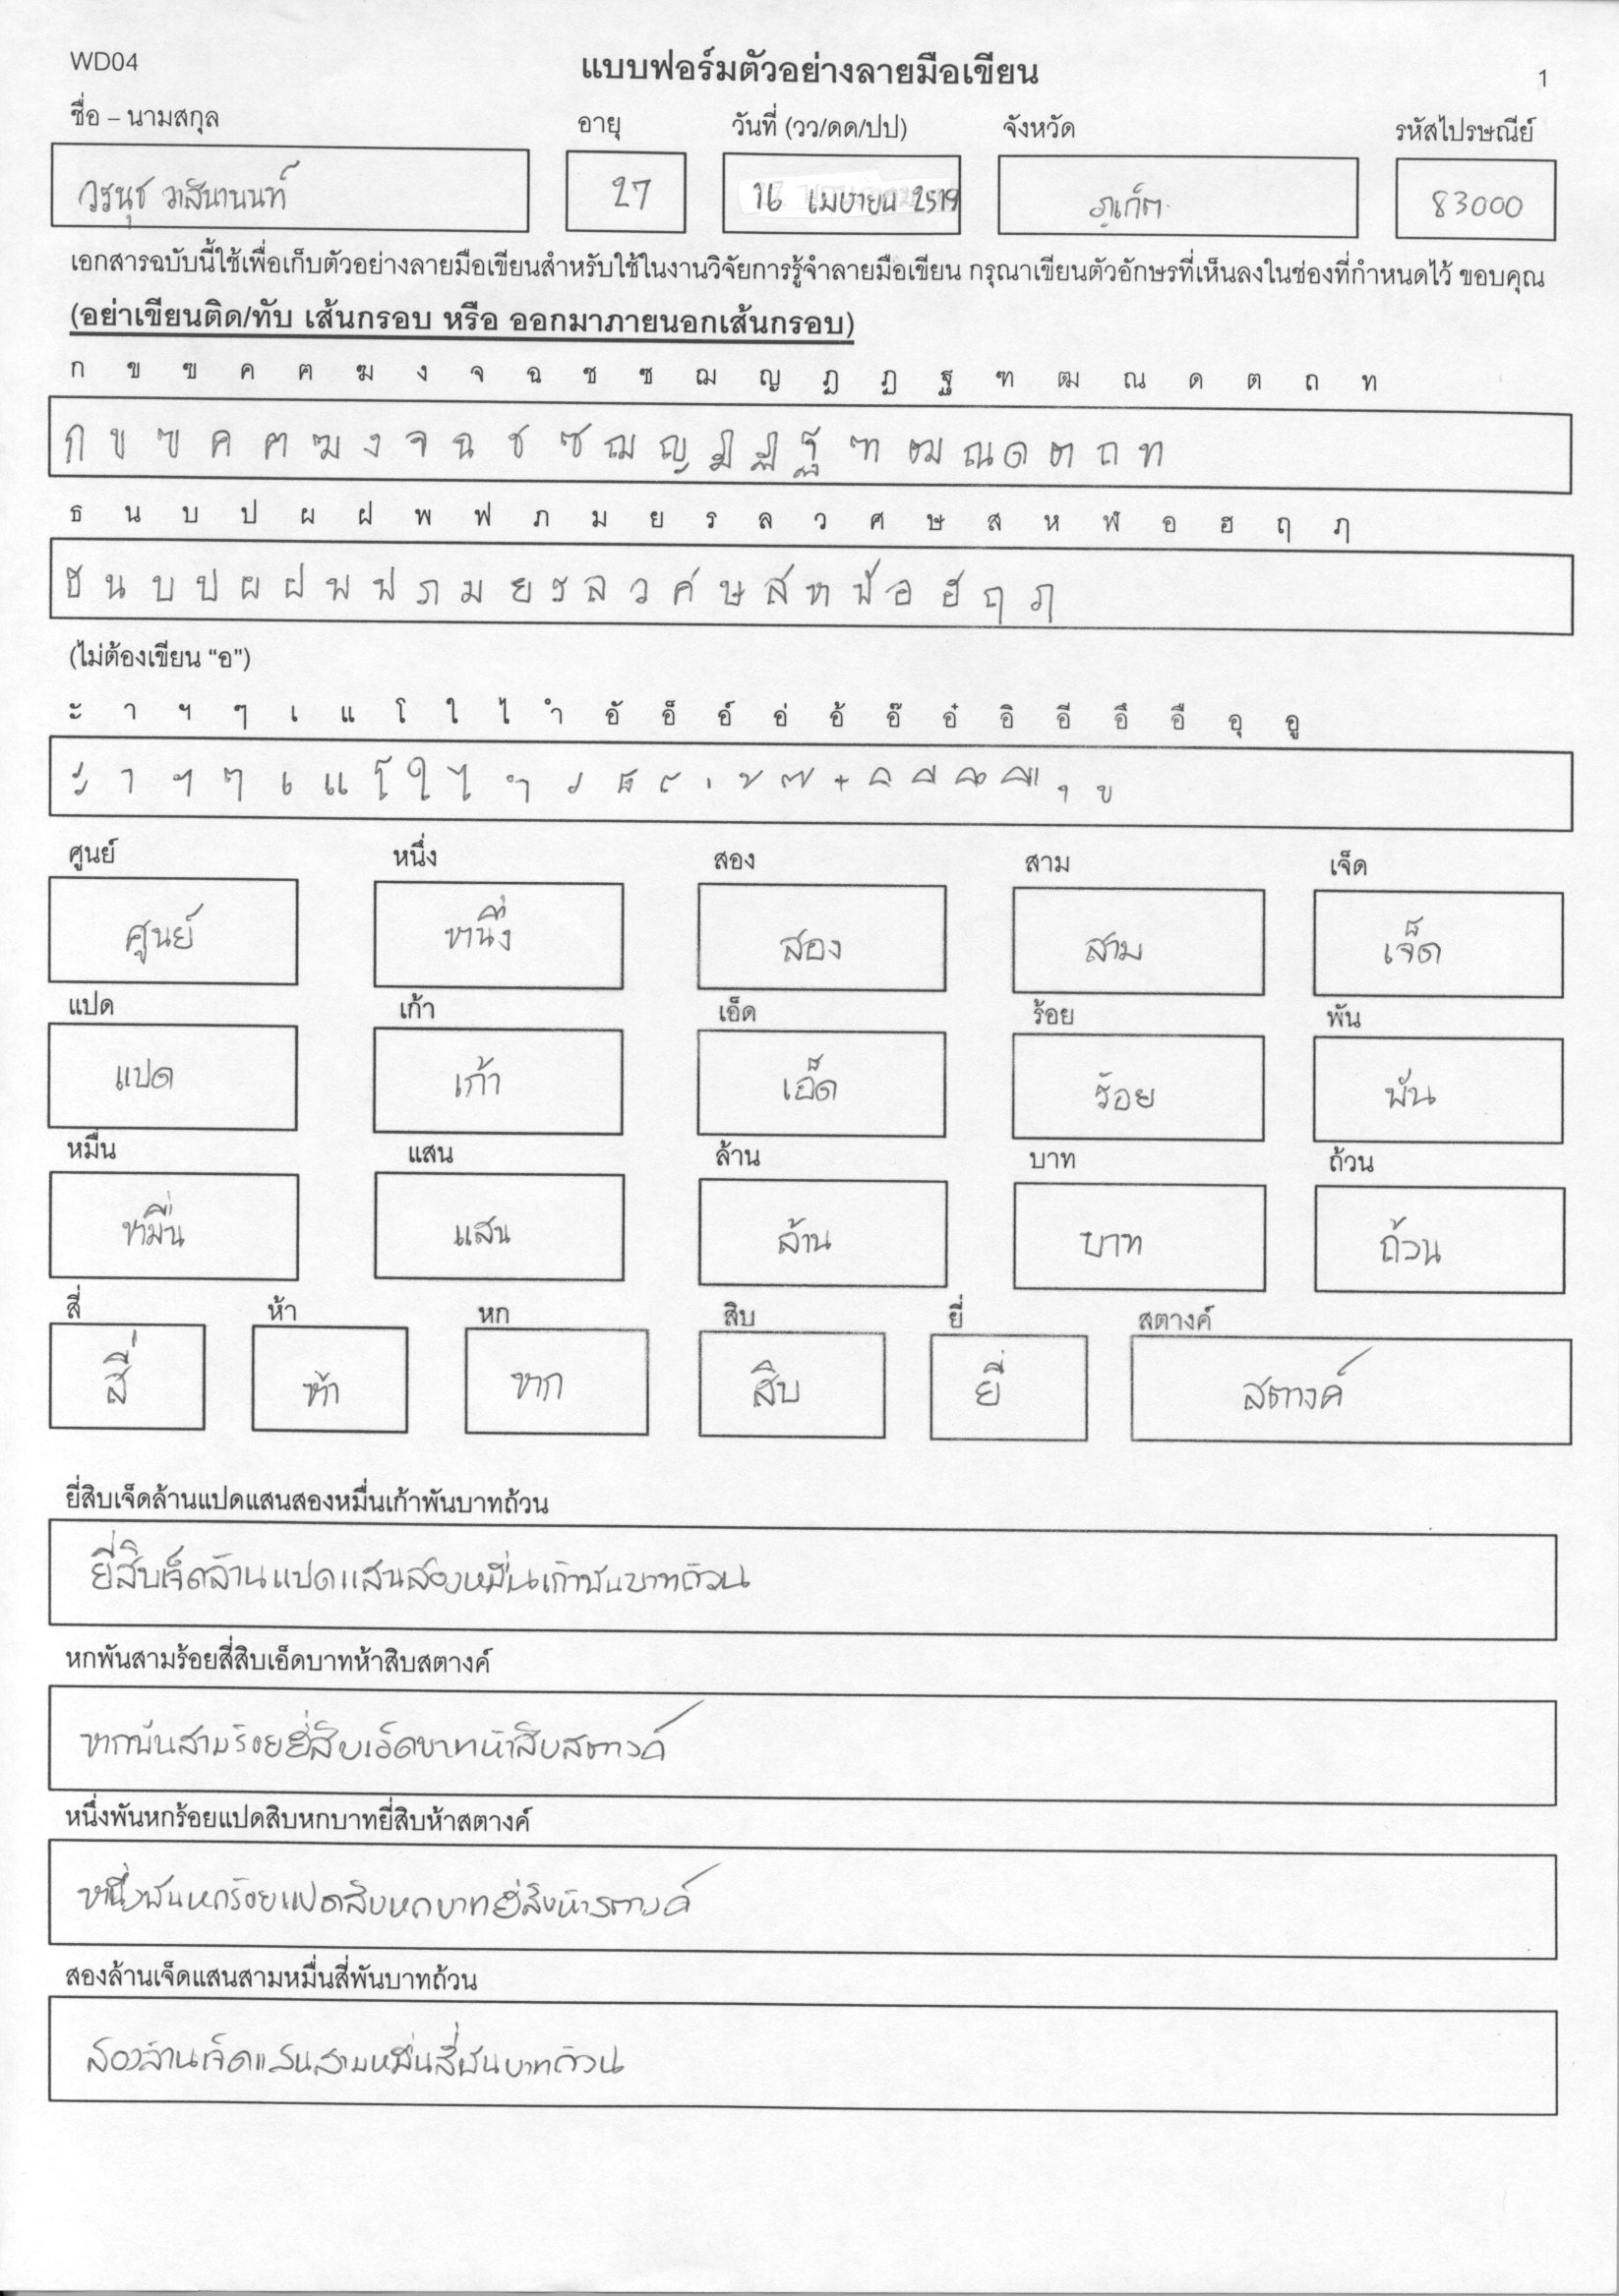 WD04
แบบฟอร์มตัวอย่างลายมือเขียน
1
ชื่อ – นามสกุล อายุ วันที่ (วว/ดด/ปป) จังหวัด รหัสไปรษณีย์
วรนุช วาสินานนท์ 27 16 เมษายน 2519 ภูเก็ต 83000
เอกสารฉบับนี้ใช้เพื่อเก็บตัวอย่างลายมือเขียนสำหรับใช้ในงานวิจัยการรู้จำลายมือเขียน กรุณาเขียนตัวอักษรที่เห็นลงในช่องที่กำหนดไว้ ขอบคุณ
(อย่าเขียนติด/ทับ เส้นกรอบ หรือ ออกมาภายนอกเส้นกรอบ)
ก ข ฃ ค ฅ ฆ ง จ ฉ ช ซ ฌ ญ ฎ ฏ ฐ ฑ ฒ ณ ด ต ถ ท
ก ข ฃ ค ฅ ฆ ง จ ฉ ช ซ ฌ ญ ฎ ฏ ฐ ฑ ฒ ณ ด ต ถ ท
ธ น บ ป ผ ฝ พ ฟ ภ ม ย ร ล ว ศ ษ ส ห ฬ อ ฮ ฤ ฦ
ธ น บ ป ผ ฝ พ ฟ ภ ม ย ร ล ว ศ ษ ส ห ฬ อ ฮ ฤ ฦ
(ไม่ต้องเขียน “อ”)
ะ า ฯ ๆ เ แ โ ใ ไ ำ อั อ็ อ์ อ่ อ้ อ๊ อ๋ อิ อี อึ อื อุ อู
ะ า ฯ ๆ เ แ โ ใ ไ ำ ั ็ ์ ่ ้ ๊ ๋ ิ ี ึ ื ุ ู
ศูนย์ หนึ่ง สอง สาม เจ็ด
ศูนย์ หนึ่ง สอง สาม เจ็ด
แปด เก้า เอ็ด ร้อย พัน
แปด เก้า เอ็ด ร้อย พัน
หมื่น แสน ล้าน บาท ถ้วน
หมื่น แสน ล้าน บาท ถ้วน
สี่ ห้า หก สิบ ยี่ สตางค์
สี่ ห้า หก สิบ ยี่ สตางค์
ยี่สิบเจ็ดล้านแปดแสนสองหมื่นเก้าพันบาทถ้วน
ยี่สิบเจ็ดล้านแปดแสนสองหมื่นเก้าพันบาทถ้วน
หกพันสามร้อยสี่สิบเอ็ดบาทห้าสิบสตางค์
หกพันสามร้อยยี่สิบเอ็ดบาทห้าสิบสตางค์
หนึ่งพันหกร้อยแปดสิบหกบาทยี่สิบห้าสตางค์
หนึ่งพันหกร้อยแปดสิบหกบาทยี่สิบห้าสตางค์
สองล้านเจ็ดแสนสามหมื่นสี่พันบาทถ้วน
สองล้านเจ็ดแสนสามหมื่นสี่พันบาทถ้วน